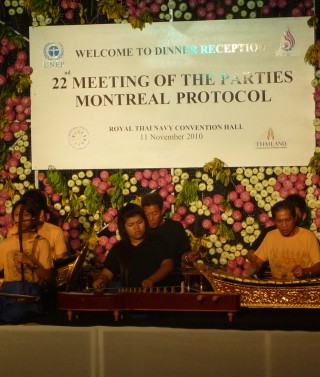 UNEP
WELCOME TO DINNER RECEPTION
22nd MEETING OF THE PARTIES
MONTREAL PROTOCOL
ROYAL THAI NAVY CONVENTION HALL
11 November 2010
THAILAND